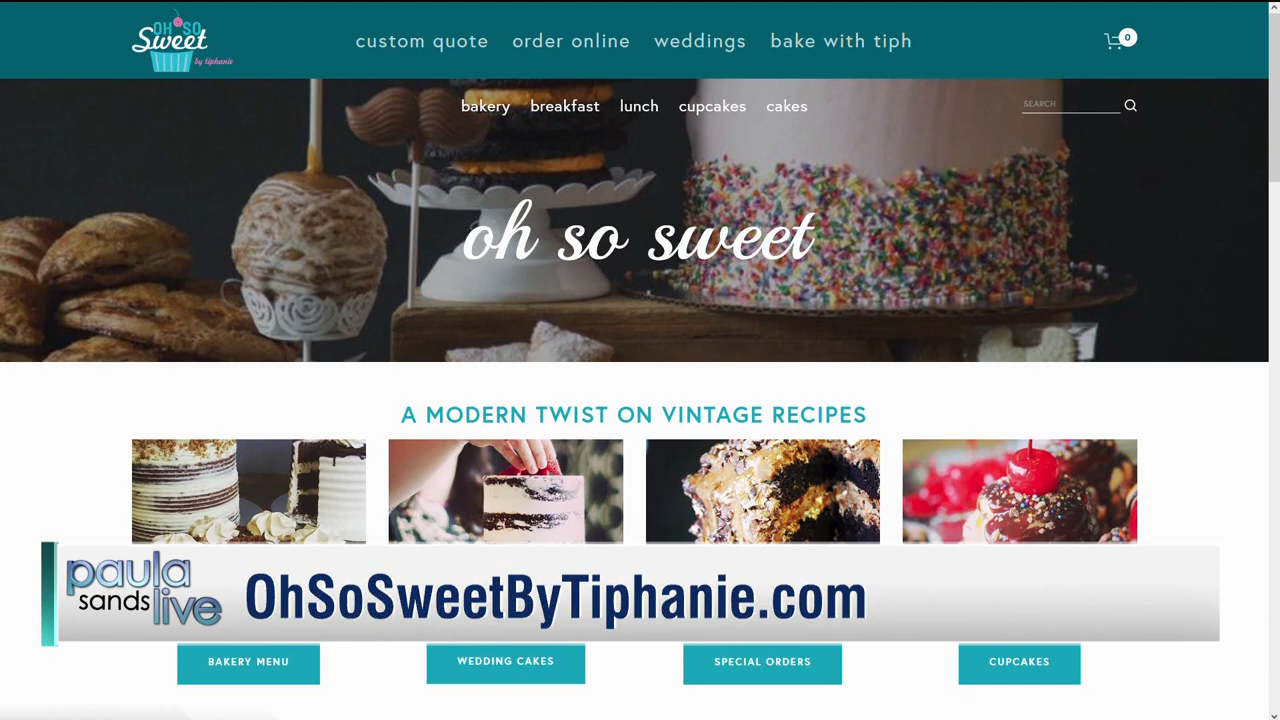 OH SO
Sweet
by tiphanie
custom quote order online weddings bake with tiph
0
bakery breakfast lunch cupcakes cakes
SEARCH
oh so sweet
A MODERN TWIST ON VINTAGE RECIPES
paula
sands live
OhSoSweetByTiphanie.com
BAKERY MENU
WEDDING CAKES
SPECIAL ORDERS
CUPCAKES